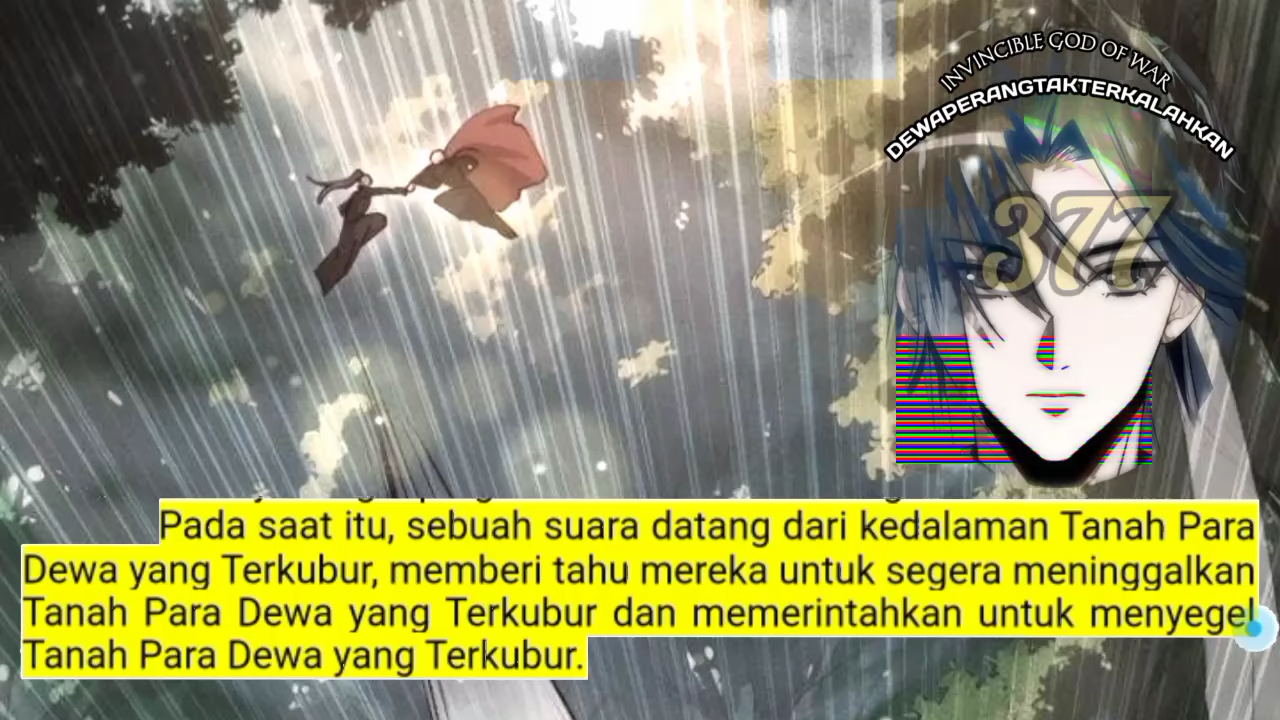 INVINCIBLE GOD OF WAR
DEWAPERANGTAKTERKALAHKAN
377
Pada saat itu, sebuah suara datang dari kedalaman Tanah Para
Dewa yang Terkubur, memberi tahu mereka untuk segera meninggalkan
Tanah Para Dewa yang Terkubur dan memerintahkan untuk menyegel
Tanah Para Dewa yang Terkubur.